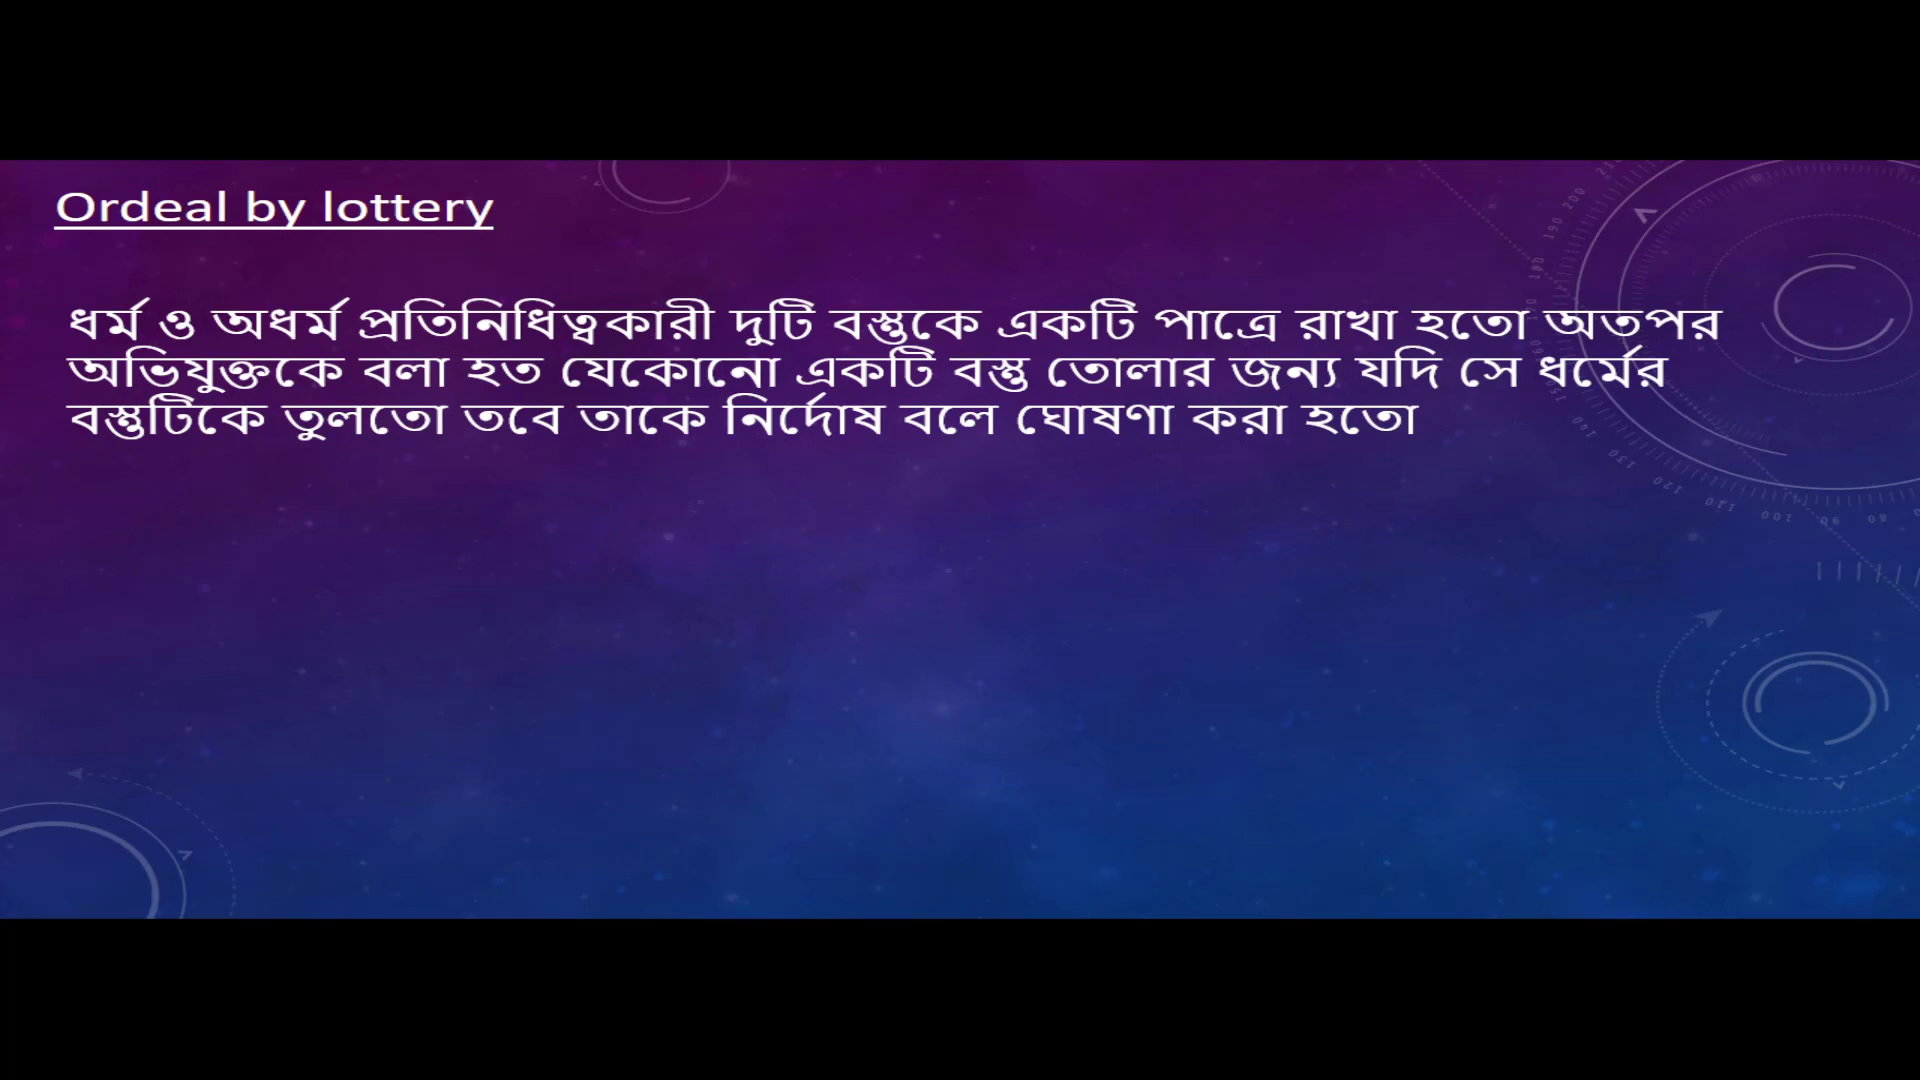 Ordeal by lottery
ধর্ম ও অধর্ম প্রতিনিধিত্বকারী দুটি বস্তুকে একটি পাত্রে রাখা হতো অতপর
অভিযুক্তকে বলা হত যেকোনো একটি বস্তু তোলার জন্য যদি সে ধর্মের
বস্তুটিকে তুলতো তবে তাকে নির্দোষ বলে ঘোষণা করা হতো